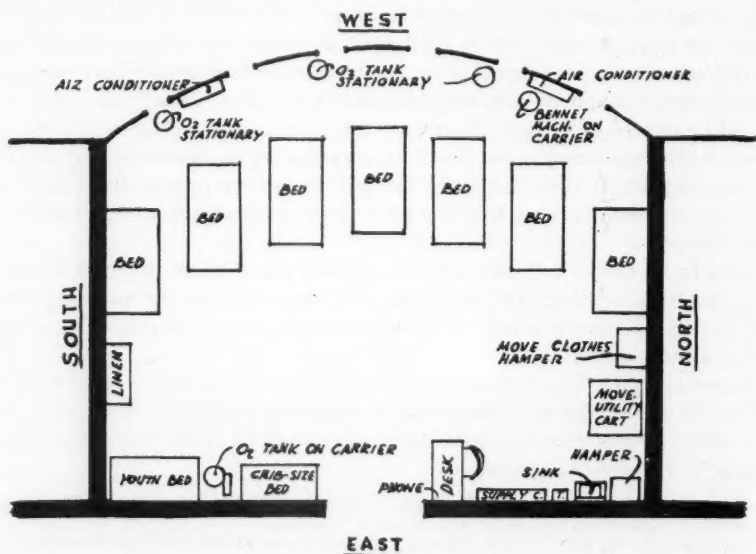 WEST
AIZ CONDITIONER
O2 TANK
STATIONARY
O2 TANK
STATIONARY
AIR CONDITIONER
BENNET
MACH. ON
CARRIER
BED
BED
BED
BED
BED
BED
BED
SOUTH
NORTH
LINEN
MOVE CLOTHES
HAMPER
MOVE.
UTILITY
CART
O2 TANK ON CARRIER
YOUTH BED
CRIB-SIZE
BED
PHONE
DESK
SUPPLY C. T.
SINK
HAMPER
EAST